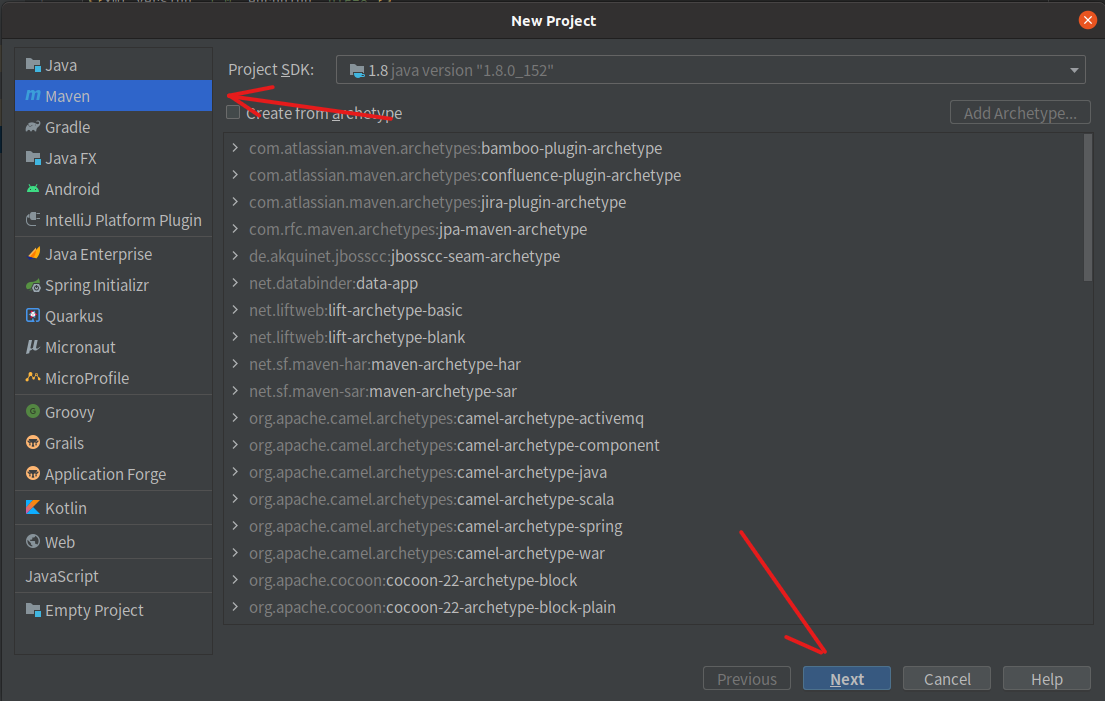 New Project
Java
Maven
Gradle
Java FX
Android
IntelliJ Platform Plugin
Java Enterprise
Spring Initializr
Quarkus
Micronaut
MicroProfile
Groovy
Grails
Application Forge
Kotlin
Web
JavaScript
Empty Project
Project SDK: 1.8 java version "1.8.0_152"
Create from archetype Add Archetype...
com.atlassian.maven.archetypes:bamboo-plugin-archetype
com.atlassian.maven.archetypes:confluence-plugin-archetype
com.atlassian.maven.archetypes:jira-plugin-archetype
com.rfc.maven.archetypes:jpa-maven-archetype
de.akquinet.jbosscc:jbosscc-seam-archetype
net.databinder:data-app
net.liftweb:lift-archetype-basic
net.liftweb:lift-archetype-blank
net.sf.maven-har:maven-archetype-har
net.sf.maven-sar:maven-archetype-sar
org.apache.camel.archetypes:camel-archetype-activemq
org.apache.camel.archetypes:camel-archetype-component
org.apache.camel.archetypes:camel-archetype-java
org.apache.camel.archetypes:camel-archetype-scala
org.apache.camel.archetypes:camel-archetype-spring
org.apache.camel.archetypes:camel-archetype-war
org.apache.cocoon:cocoon-22-archetype-block
org.apache.cocoon:cocoon-22-archetype-block-plain
Previous Next Cancel Help